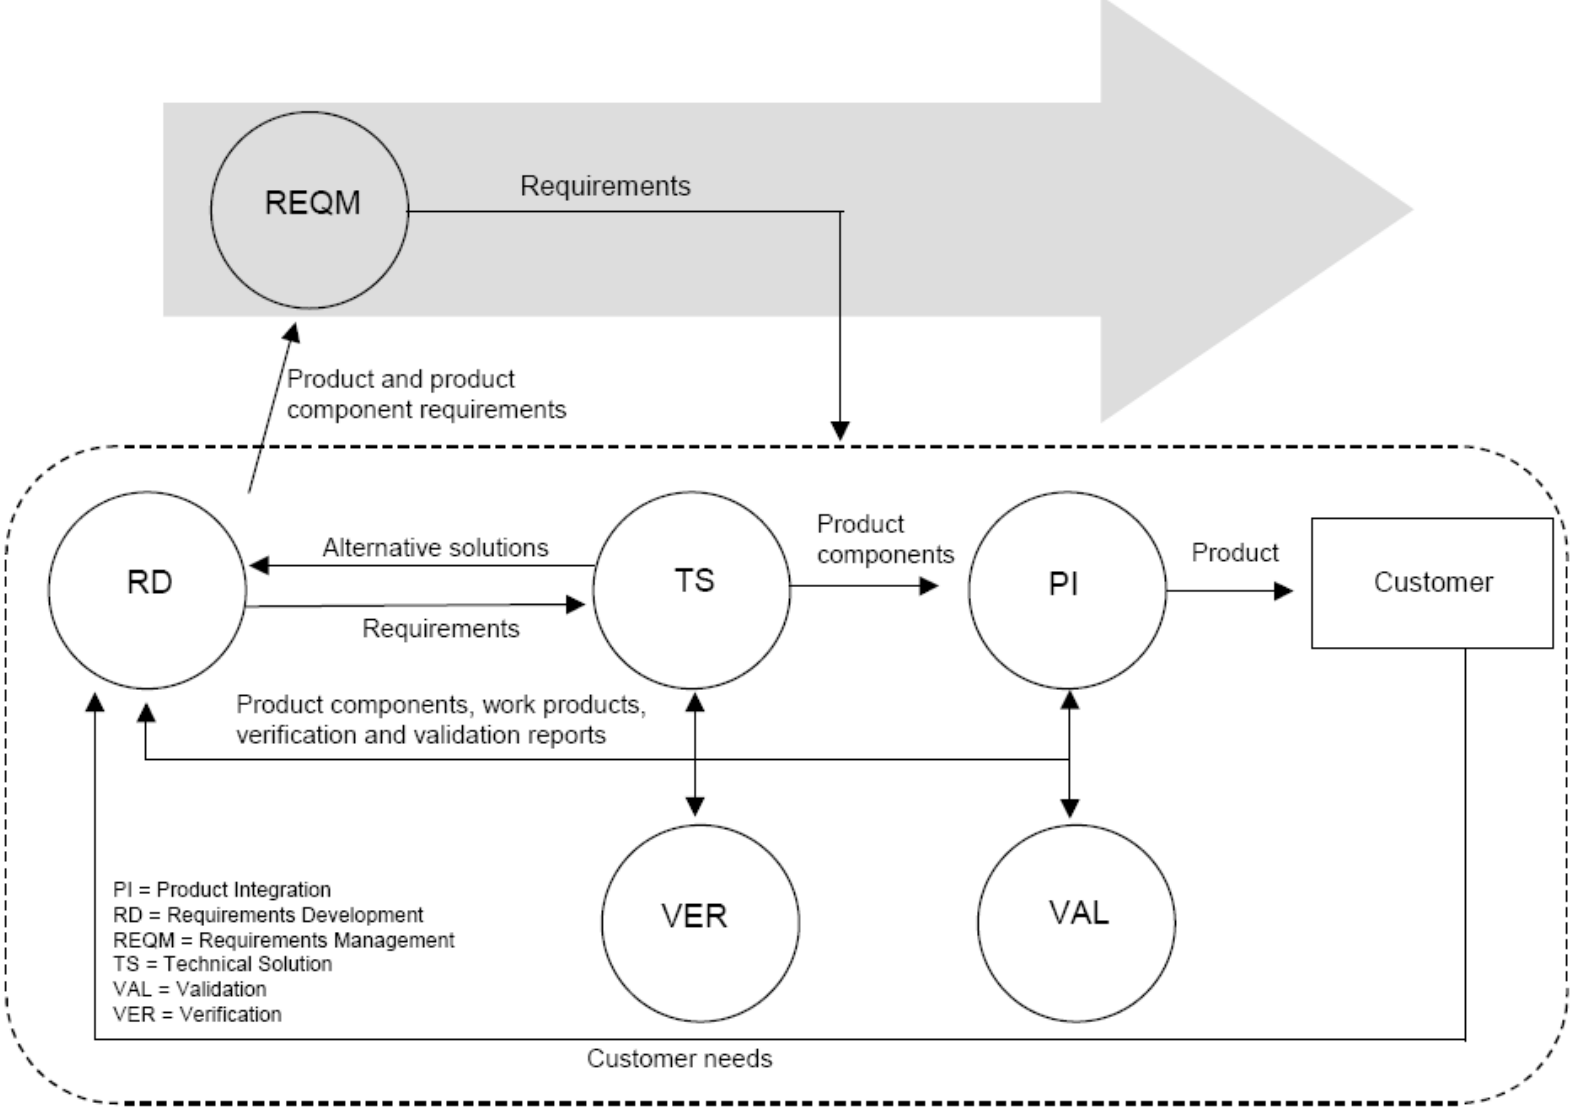 REQM
Requirements
Product and product
component requirements
RD
Alternative solutions
Requirements
TS
Product
components
PI
Product
Customer
Product components, work products,
verification and validation reports
VER
VAL
PI = Product Integration
RD = Requirements Development
REQM = Requirements Management
TS = Technical Solution
VAL = Validation
VER = Verification
Customer needs